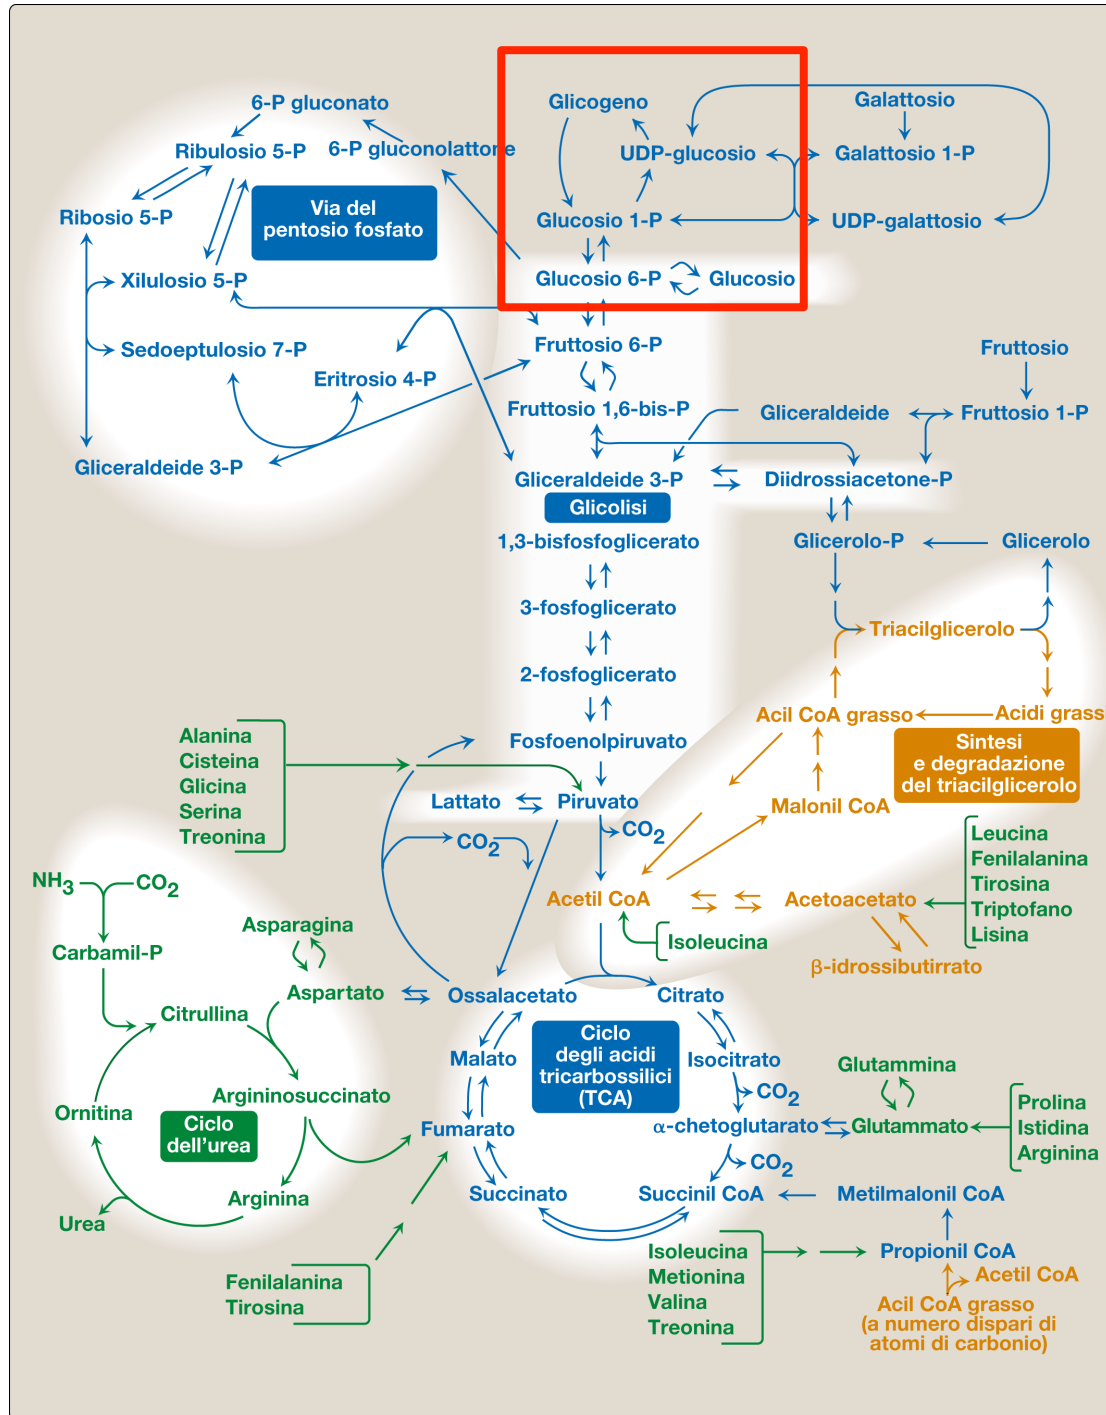 6-P gluconato
Ribulosio 5-P
6-P gluconolattone
Ribosio 5-P
Via del
pentosio fosfato
Xilulosio 5-P
Sedoeptulosio 7-P
Eritrosio 4-P
Gliceraldeide 3-P
Glicogeno
UDP-glucosio
Glucosio 1-P
Glucosio 6-P
Glucosio
Galattosio
Galattosio 1-P
UDP-galattosio
Fruttosio 6-P
Fruttosio 1,6-bis-P
Fruttosio
Gliceraldeide
Fruttosio 1-P
Gliceraldeide 3-P
Diidrossiacetone-P
Glicolisi
1,3-bisfosfoglicerato
Glicerolo-P
Glicerolo
3-fosfoglicerato
Triacilglicerolo
2-fosfoglicerato
Acil CoA grasso
Acidi grass
Fosfoenolpiruvato
Sintesi
e degradazione
del triacilglicerolo
Alanina
Cisteina
Glicina
Serina
Treonina
Lattato
Piruvato
Malonil CoA
CO2
CO2
Leucina
Fenilalanina
Tirosina
Triptofano
Lisina
Acetil CoA
Acetoacetato
Isoleucina
β-idrossibutirrato
NH3
CO2
Carbamil-P
Asparagina
Aspartato
Citrullina
Argininosuccinato
Ornitina
Ciclo
dell'urea
Arginina
Urea
Ossalacetato
Citrato
Malato
Ciclo
degli acidi
tricarbossilici
(TCA)
Isocitrato
CO2
Fumarato
α-chetoglutarato
Glutammina
Glutammato
Prolina
Istidina
Arginina
CO2
Succinato
Succinil CoA
Metilmalonil CoA
Fenilalanina
Tirosina
Isoleucina
Metionina
Valina
Treonina
Propionil CoA
Acetil CoA
Acil CoA grasso
(a numero dispari di
atomi di carbonio)